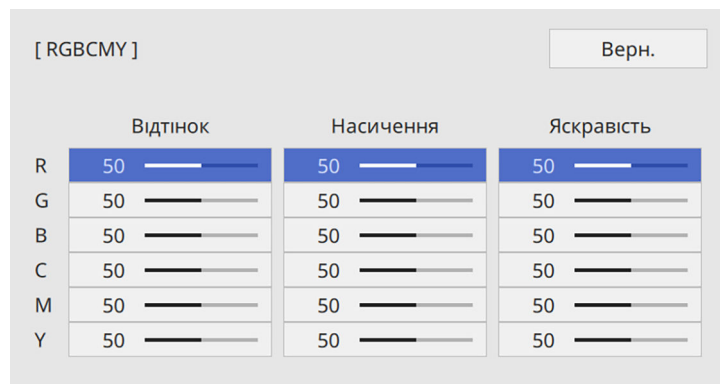 [ RGBCMY ] Верн.
Відтінок Насичення Яскравість
R 50 50 50
G 50 50 50
B 50 50 50
C 50 50 50
M 50 50 50
Y 50 50 50